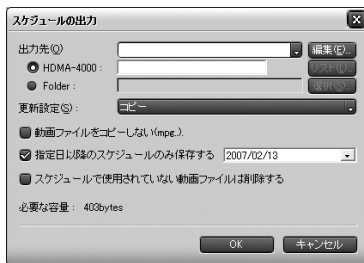 スケジュールの出力
出力先(O) 編集(E)...
HDMA-4000 : リスト(L)...
Folder : 選択(S)...
更新設定(S) : コピー
動画ファイルをコピーしない(mpg..).
指定日以降のスケジュールのみ保存する 2007/02/13
スケジュールで使用されていない動画ファイルは削除する
必要な容量 : 403bytes
OK キャンセル